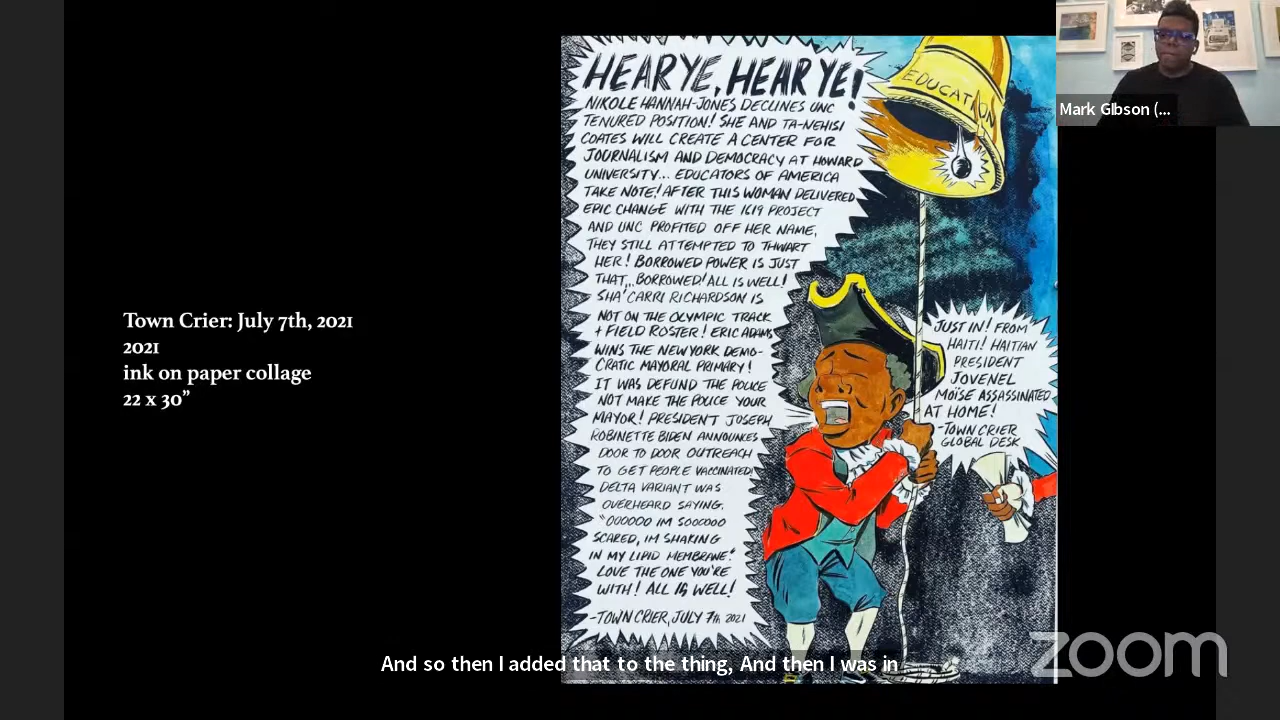 Town Crier: July 7th, 2021
2021
ink on paper collage
22 x 30”
HEAR YE, HEAR YE!
NIKOLE HANNAH-JONES DECLINES UNC
TENURED POSITION! SHE AND TA-NEHISI
COATES WILL CREATE A CENTER FOR
JOURNALISM AND DEMOCRACY AT HOWARD
UNIVERSITY... EDUCATORS OF AMERICA
TAKE NOTE! AFTER THIS WOMAN DELIVERED
EPIC CHANGE WITH THE 1619 PROJECT
AND UNC PROFITED OFF HER NAME,
THEY STILL ATTEMPTED TO THWART
HER! BORROWED POWER IS JUST
THAT... BORROWED! ALL IS WELL!
SHA'CARRI RICHARDSON IS
NOT ON THE OLYMPIC TRACK
+ FIELD ROSTER! ERIC ADAMS
WINS THE NEW YORK DEMO-
CRATIC MAYORAL PRIMARY!
IT WAS DEFUND THE POLICE
NOT MAKE THE POLICE YOUR
MAYOR! PRESIDENT JOSEPH
ROBINETTE BIDEN ANNOUNCES
DOOR TO DOOR OUTREACH
TO GET PEOPLE VACCINATED!
DELTA VARIANT WAS
OVERHEARD SAYING.
"OOOOOO IM SOOOOOO
SCARED, IM SHAKING
IN MY LIPID MEMBRANE."
LOVE THE ONE YOU'RE
WITH! ALL IS WELL!
-TOWN CRIER, JULY 7th 2021
EDUCATION
JUST IN! FROM
HAITI! HAITIAN
PRESIDENT
JOVENEL
MOÏSE ASSASSINATED
AT HOME!
-TOWN CRIER
GLOBAL DESK
Mark GIbson (...
And so then I added that to the thing, And then I was in
zoom